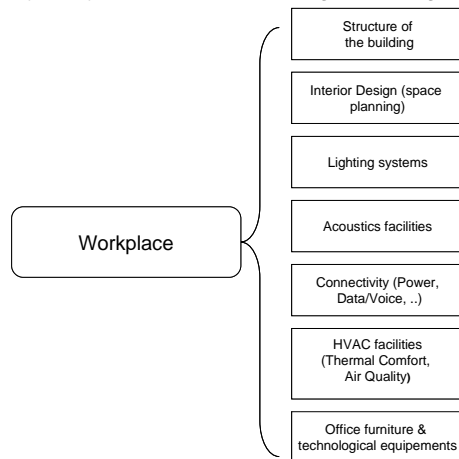 Structure of
the building
Interior Design (space
planning)
Lighting systems
Workplace
Acoustics facilities
Connectivity (Power,
Data/Voice, ..)
HVAC facilities
(Thermal Comfort,
Air Quality)
Office furniture &
technological equipements